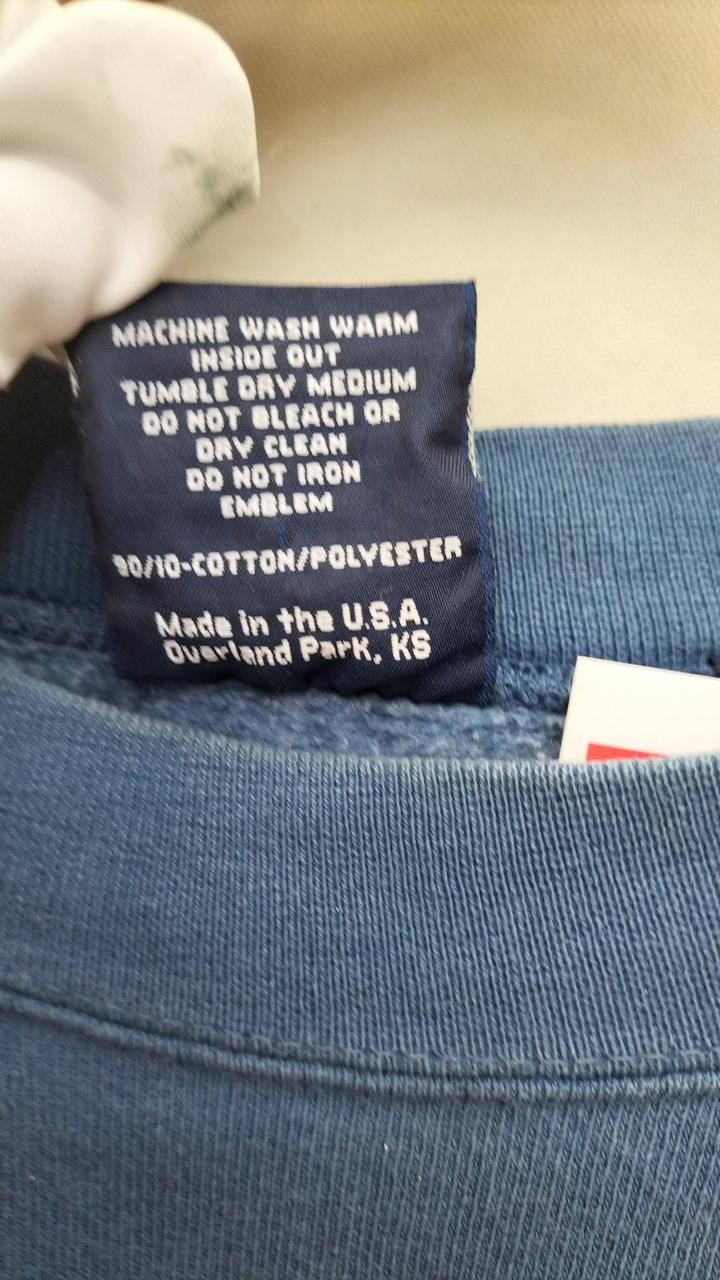 MACHINE WASH WARM
INSIDE OUT
TUMBLE DRY MEDIUM
DO NOT BLEACH OR
DRY CLEAN
DO NOT IRON
EMBLEM
90/10-COTTON/POLYESTER
Made in the U.S.A.
Overland Park, KS